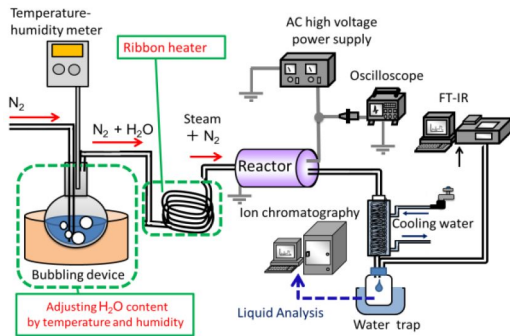 Temperature-
humidity meter
Ribbon heater
AC high voltage
power supply
Oscilloscope
FT-IR
N₂
N₂ + H₂O
Steam
+ N₂
Reactor
Ion chromatography
Cooling water
Bubbling device
Liquid Analysis
Water trap
Adjusting H₂O content
by temperature and humidity